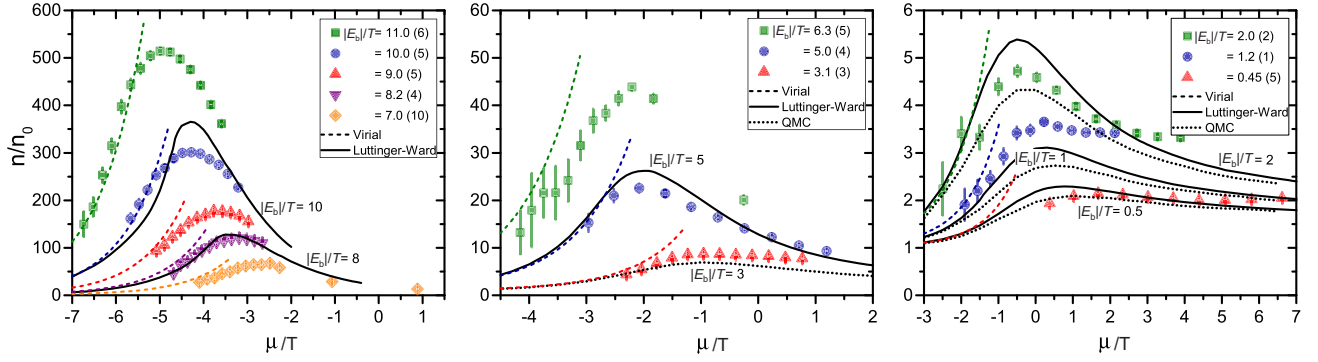 n/n0
600
500
400
300
200
100
0
-7 -6 -5 -4 -3 -2 -1 0 1
μ/T
|Eb|/T= 11.0 (6)
= 10.0 (5)
= 9.0 (5)
= 8.2 (4)
= 7.0 (10)
Virial
Luttinger-Ward
|Eb|/T= 10
|Eb|/T= 8
60
50
40
30
20
10
0
-4 -3 -2 -1 0 1 2
μ/T
|Eb|/T= 6.3 (5)
= 5.0 (4)
= 3.1 (3)
Virial
Luttinger-Ward
QMC
|Eb|/T= 5
|Eb|/T= 3
6
5
4
3
2
1
0
-3 -2 -1 0 1 2 3 4 5 6 7
μ/T
|Eb|/T= 2.0 (2)
= 1.2 (1)
= 0.45 (5)
Virial
Luttinger-Ward
QMC
|Eb|/T= 2
|Eb|/T= 1
|Eb|/T= 0.5